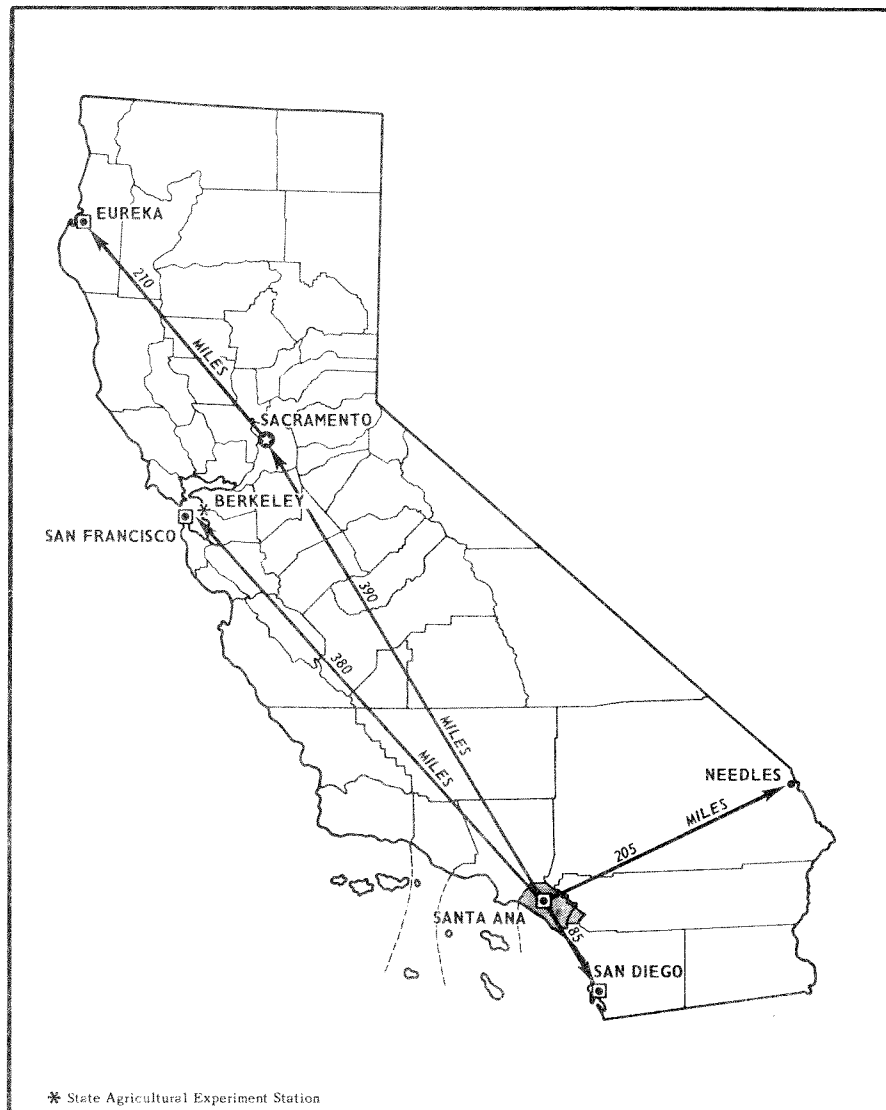 EUREKA
210
MILES
SACRAMENTO
BERKELEY
SAN FRANCISCO
390
380
MILES
MILES
NEEDLES
MILES
205
SANTA ANA
85
SAN DIEGO
* State Agricultural Experiment Station